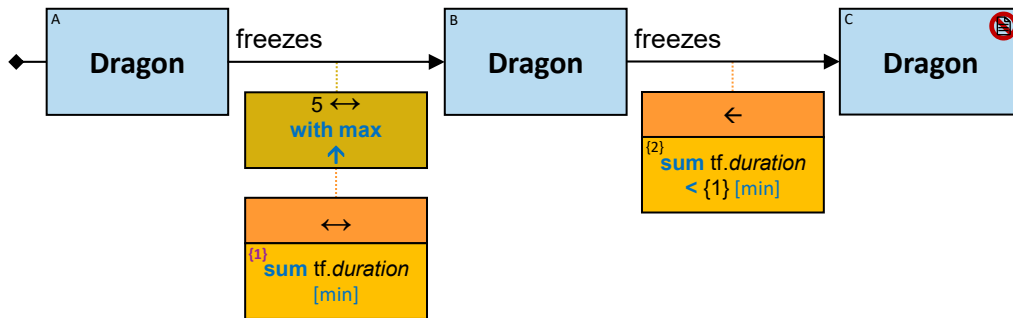 A
Dragon
freezes
B
Dragon
freezes
C
Dragon
5 ↔
with max
↑
↔
{1}
sum tf.duration
[min]
←
{2}
sum tf.duration
< {1} [min]